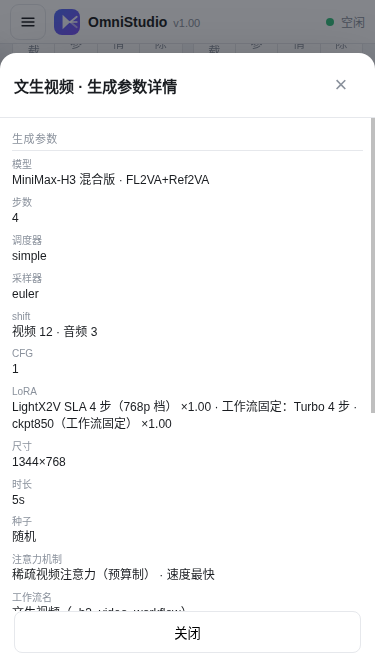 OmniStudio v1.00
空闲
文生视频 · 生成参数详情
生成参数
模型
MiniMax-H3 混合版 · FL2VA+Ref2VA
步数
4
调度器
simple
采样器
euler
shift
视频 12 · 音频 3
CFG
1
LoRA
LightX2V SLA 4 步（768p 档） ×1.00 · 工作流固定：Turbo 4 步 ·
ckpt850（工作流固定） ×1.00
尺寸
1344×768
时长
5s
种子
随机
注意力机制
稀疏视频注意力（预算制） · 速度最快
工作流名
关闭